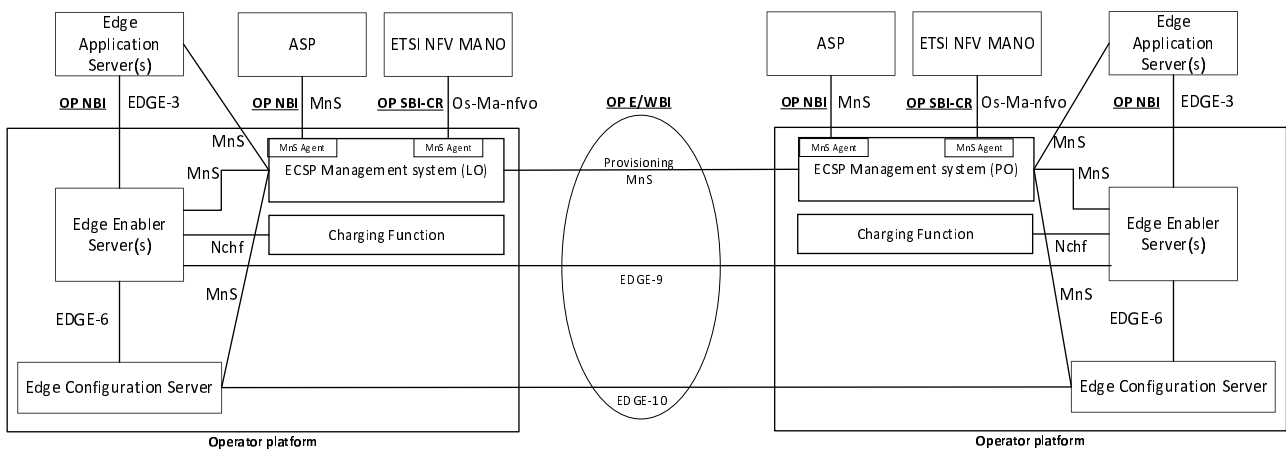 Edge
Application
Server(s)
ASP
ETSI NFV MANO
ASP
ETSI NFV MANO
Edge
Application
Server(s)
OP NBI
EDGE-3
OP NBI
MnS
OP SBI-CR
Os-Ma-nfvo
OP E/WBI
OP NBI
MnS
OP SBI-CR
Os-Ma-nfvo
OP NBI
EDGE-3
MnS
MnS Agent
MnS Agent
MnS Agent
MnS Agent
MnS
MnS
ECSP Management system (LO)
Provisioning
MnS
ECSP Management system (PO)
MnS
Edge Enabler
Server(s)
Charging Function
Charging Function
Edge Enabler
Server(s)
Nchf
Nchf
EDGE-9
MnS
MnS
EDGE-6
EDGE-6
Edge Configuration Server
Edge Configuration Server
EDGE-10
Operator platform
Operator platform